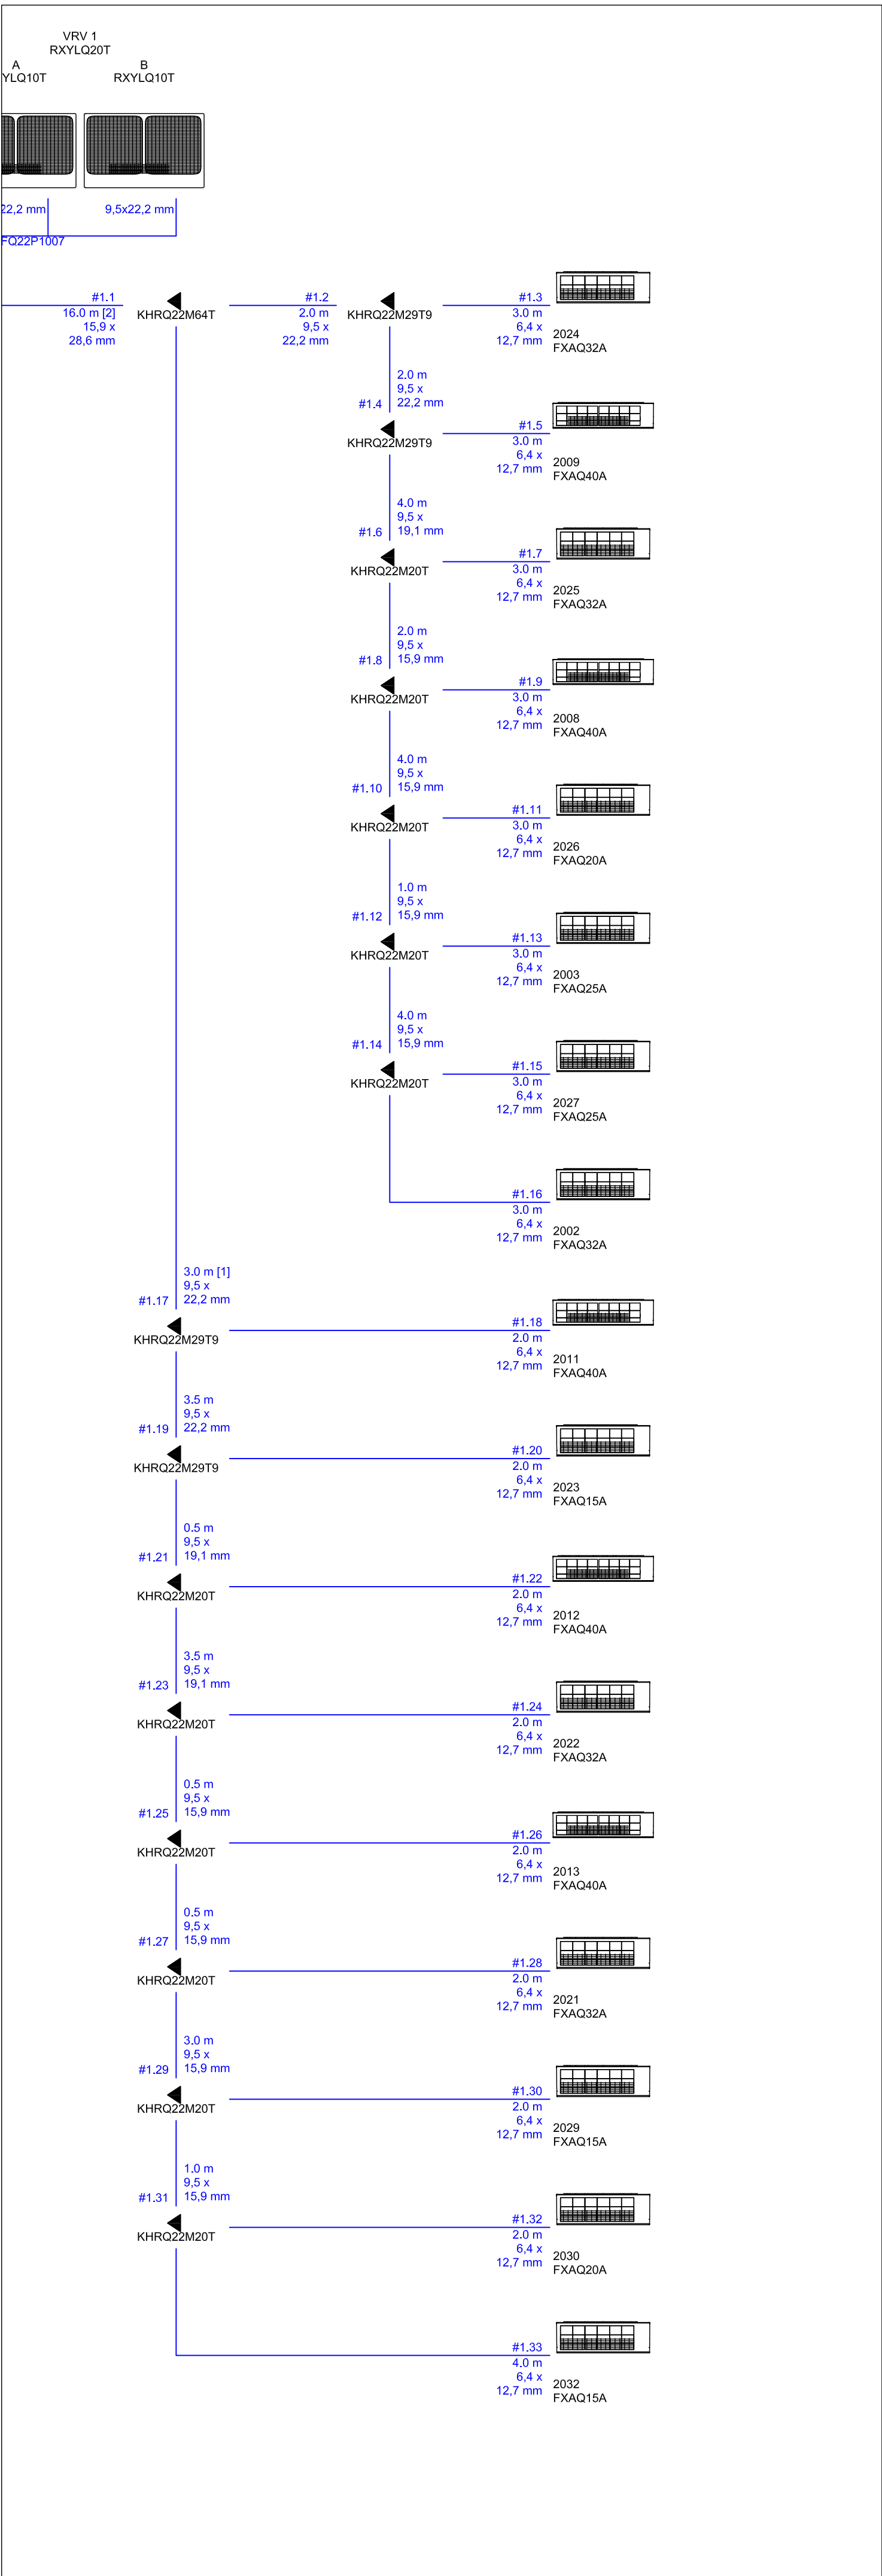 VRV 1
RXYLQ20T
A
YLQ10T
B
RXYLQ10T
22,2 mm
9,5x22,2 mm
FQ22P1007
#1.1
16.0 m [2]
15,9 x
28,6 mm
KHRQ22M64T
#1.2
2.0 m
9,5 x
22,2 mm
KHRQ22M29T9
#1.3
3.0 m
6,4 x
12,7 mm
2024
FXAQ32A
#1.4
2.0 m
9,5 x
22,2 mm
KHRQ22M29T9
#1.5
3.0 m
6,4 x
12,7 mm
2009
FXAQ40A
#1.6
4.0 m
9,5 x
19,1 mm
KHRQ22M20T
#1.7
3.0 m
6,4 x
12,7 mm
2025
FXAQ32A
#1.8
2.0 m
9,5 x
15,9 mm
KHRQ22M20T
#1.9
3.0 m
6,4 x
12,7 mm
2008
FXAQ40A
#1.10
4.0 m
9,5 x
15,9 mm
KHRQ22M20T
#1.11
3.0 m
6,4 x
12,7 mm
2026
FXAQ20A
#1.12
1.0 m
9,5 x
15,9 mm
KHRQ22M20T
#1.13
3.0 m
6,4 x
12,7 mm
2003
FXAQ25A
#1.14
4.0 m
9,5 x
15,9 mm
KHRQ22M20T
#1.15
3.0 m
6,4 x
12,7 mm
2027
FXAQ25A
#1.16
3.0 m
6,4 x
12,7 mm
2002
FXAQ32A
#1.17
3.0 m [1]
9,5 x
22,2 mm
KHRQ22M29T9
#1.18
2.0 m
6,4 x
12,7 mm
2011
FXAQ40A
#1.19
3.5 m
9,5 x
22,2 mm
KHRQ22M29T9
#1.20
2.0 m
6,4 x
12,7 mm
2023
FXAQ15A
#1.21
0.5 m
9,5 x
19,1 mm
KHRQ22M20T
#1.22
2.0 m
6,4 x
12,7 mm
2012
FXAQ40A
#1.23
3.5 m
9,5 x
19,1 mm
KHRQ22M20T
#1.24
2.0 m
6,4 x
12,7 mm
2022
FXAQ32A
#1.25
0.5 m
9,5 x
15,9 mm
KHRQ22M20T
#1.26
2.0 m
6,4 x
12,7 mm
2013
FXAQ40A
#1.27
0.5 m
9,5 x
15,9 mm
KHRQ22M20T
#1.28
2.0 m
6,4 x
12,7 mm
2021
FXAQ32A
#1.29
3.0 m
9,5 x
15,9 mm
KHRQ22M20T
#1.30
2.0 m
6,4 x
12,7 mm
2029
FXAQ15A
#1.31
1.0 m
9,5 x
15,9 mm
KHRQ22M20T
#1.32
2.0 m
6,4 x
12,7 mm
2030
FXAQ20A
#1.33
4.0 m
6,4 x
12,7 mm
2032
FXAQ15A